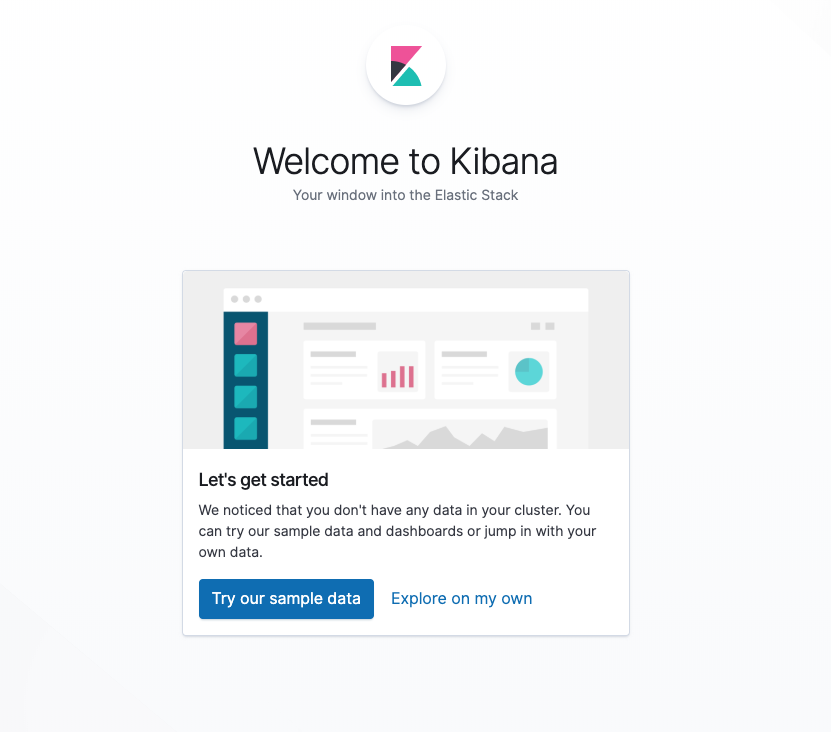 Welcome to Kibana
Your window into the Elastic Stack
Let's get started
We noticed that you don't have any data in your cluster. You
can try our sample data and dashboards or jump in with your
own data.
Try our sample data
Explore on my own